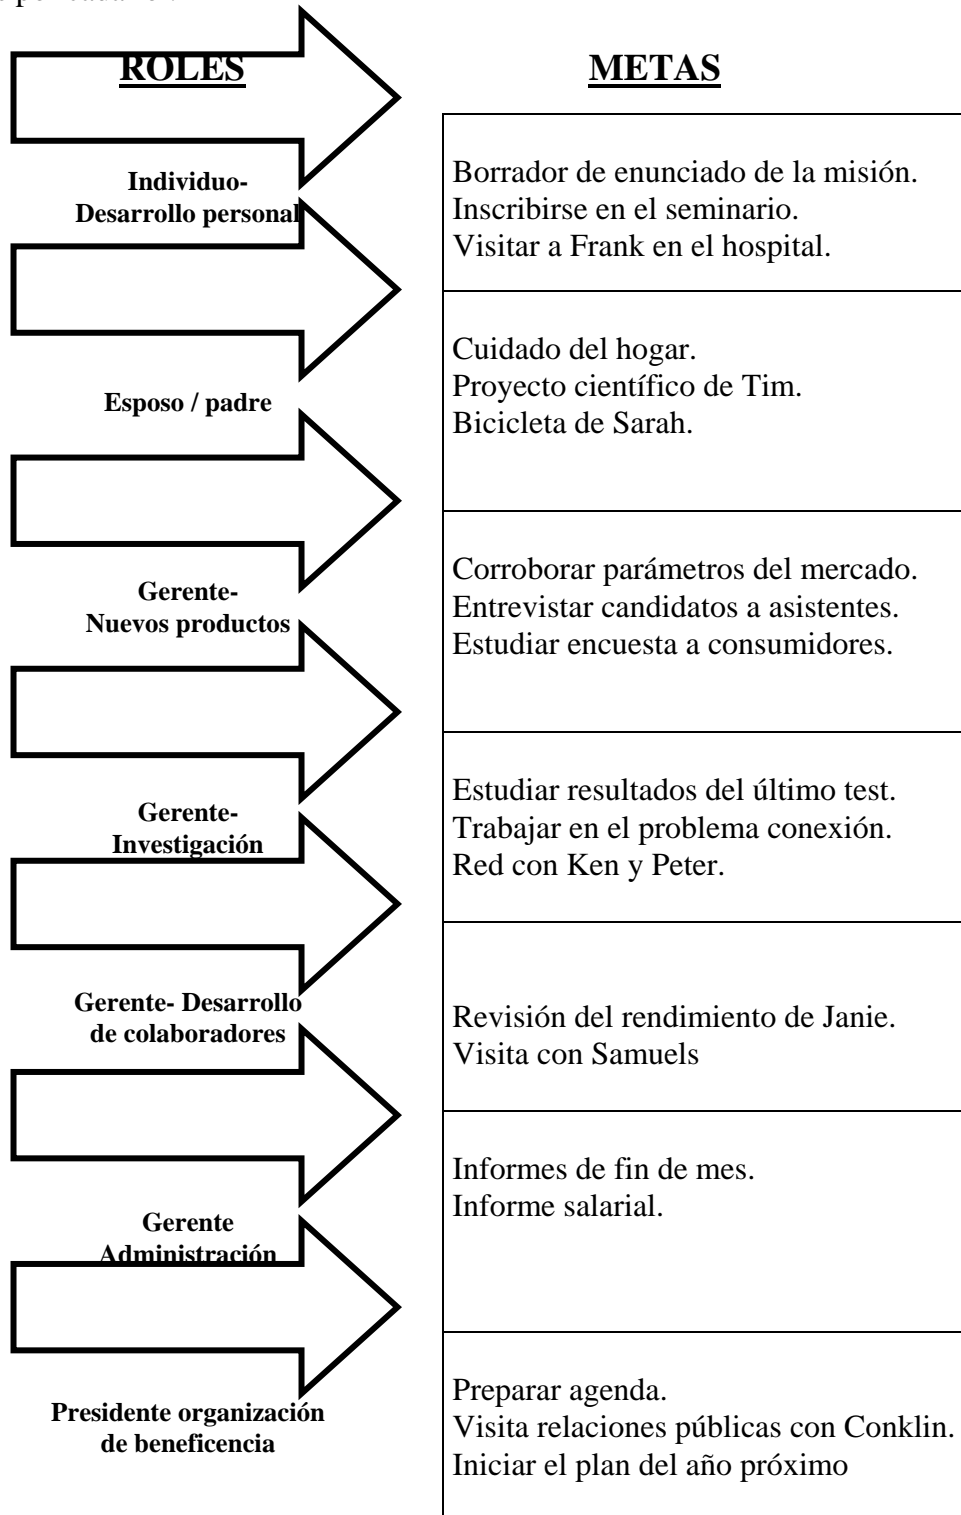 ROLES METAS
Individuo-
Desarrollo personal
Borrador de enunciado de la misión.
Inscribirse en el seminario.
Visitar a Frank en el hospital.
Esposo / padre
Cuidado del hogar.
Proyecto científico de Tim.
Bicicleta de Sarah.
Gerente-
Nuevos productos
Corroborar parámetros del mercado.
Entrevistar candidatos a asistentes.
Estudiar encuesta a consumidores.
Gerente-
Investigación
Estudiar resultados del último test.
Trabajar en el problema conexión.
Red con Ken y Peter.
Gerente- Desarrollo
de colaboradores
Revisión del rendimiento de Janie.
Visita con Samuels
Gerente
Administración
Informes de fin de mes.
Informe salarial.
Presidente organización
de beneficencia
Preparar agenda.
Visita relaciones públicas con Conklin.
Iniciar el plan del año próximo